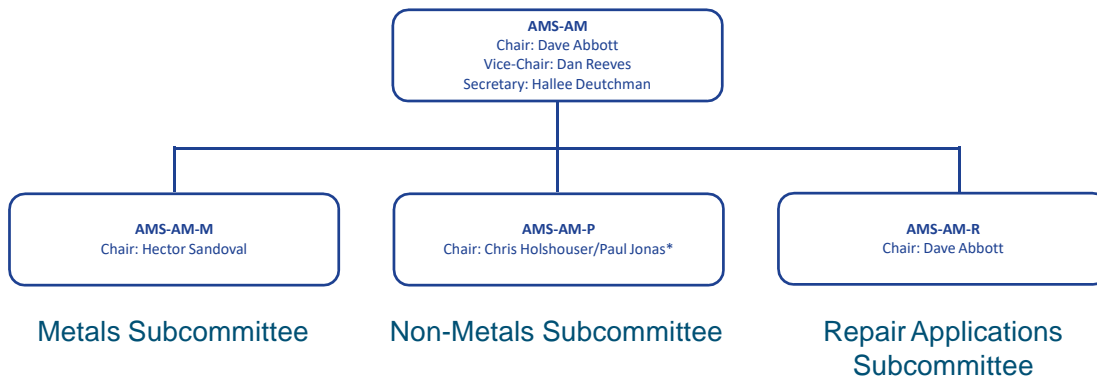 AMS-AM
Chair: Dave Abbott
Vice-Chair: Dan Reeves
Secretary: Hallee Deutchman
AMS-AM-M
Chair: Hector Sandoval
AMS-AM-P
Chair: Chris Holshouser/Paul Jonas*
AMS-AM-R
Chair: Dave Abbott
Metals Subcommittee
Non-Metals Subcommittee
Repair Applications
Subcommittee